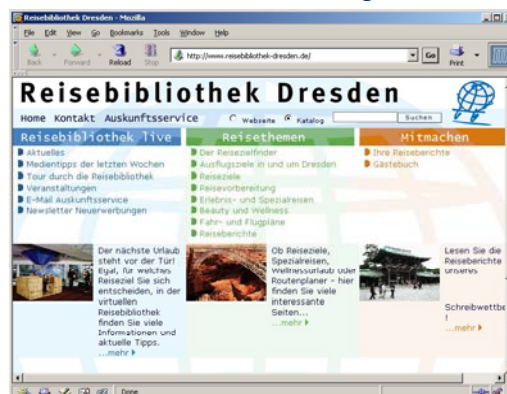 Reisebibliothek Dresden - Mozilla
File Edit View Go Bookmarks Tools Window Help
Back Forward Reload Stop http://www.reisebibliothek-dresden.de/ Go Print
Reisebibliothek Dresden
Home Kontakt Auskunftsservice Webseite Katalog Suchen
Reisebibliothek live
Aktuelles
Medientipps der letzten Wochen
Tour durch die Reisebibliothek
Veranstaltungen
E-Mail Auskunftsservice
Newsletter Neuerwerbungen
Reisethemen
Der Reisezielfinder
Ausflugsziele in und um Dresden
Reiseziele
Reisevorbereitung
Erlebnis- und Spezialreisen
Beauty und Wellness
Fahr- und Flugpläne
Reiseberichte
Mitmachen
Ihre Reiseberichte
Gästebuch
Der nächste Urlaub
steht vor der Tür!
Egal, für welches
Reiseziel Sie sich
entscheiden, in der
virtuellen
Reisebibliothek
finden Sie viele
Informationen und
aktuelle Tipps.
...mehr
Ob Reiseziele,
Spezialreisen,
Wellnessurlaub oder
Routenplaner - hier
finden Sie viele
interessante
Seiten...
...mehr
Lesen Sie die
Reiseberichte
unseres
Schreibwettbe
!
...mehr
Done